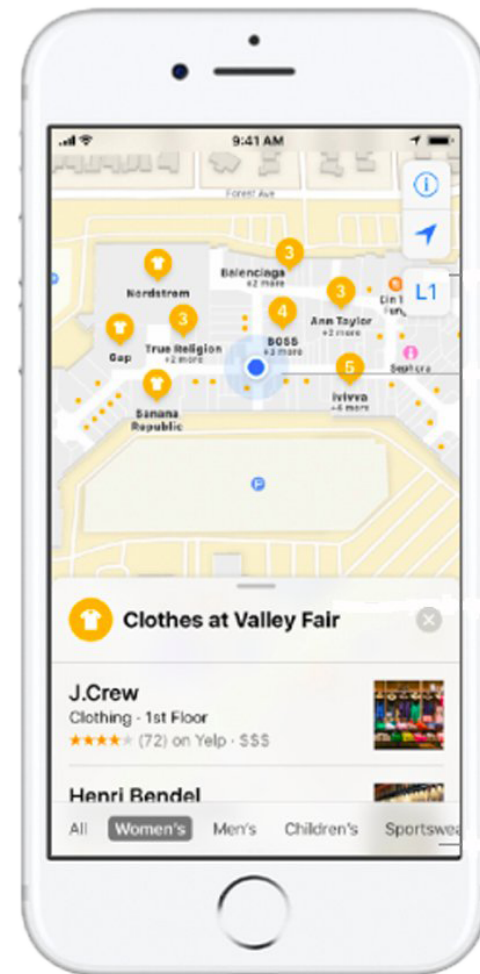 9:41 AM
Forest Ave
L1
3
Balenciaga
+2 more
Nordstrom
3
Ann Taylor
+2 more
4
BOSS
+3 more
3
True Religion
+2 more
Gap
Sephora
5
ivivva
+4 more
Banana
Republic
P
Clothes at Valley Fair
J.Crew
Clothing · 1st Floor
(72) on Yelp · $$$
Henri Bendel
All Women's Men's Children's Sportswea